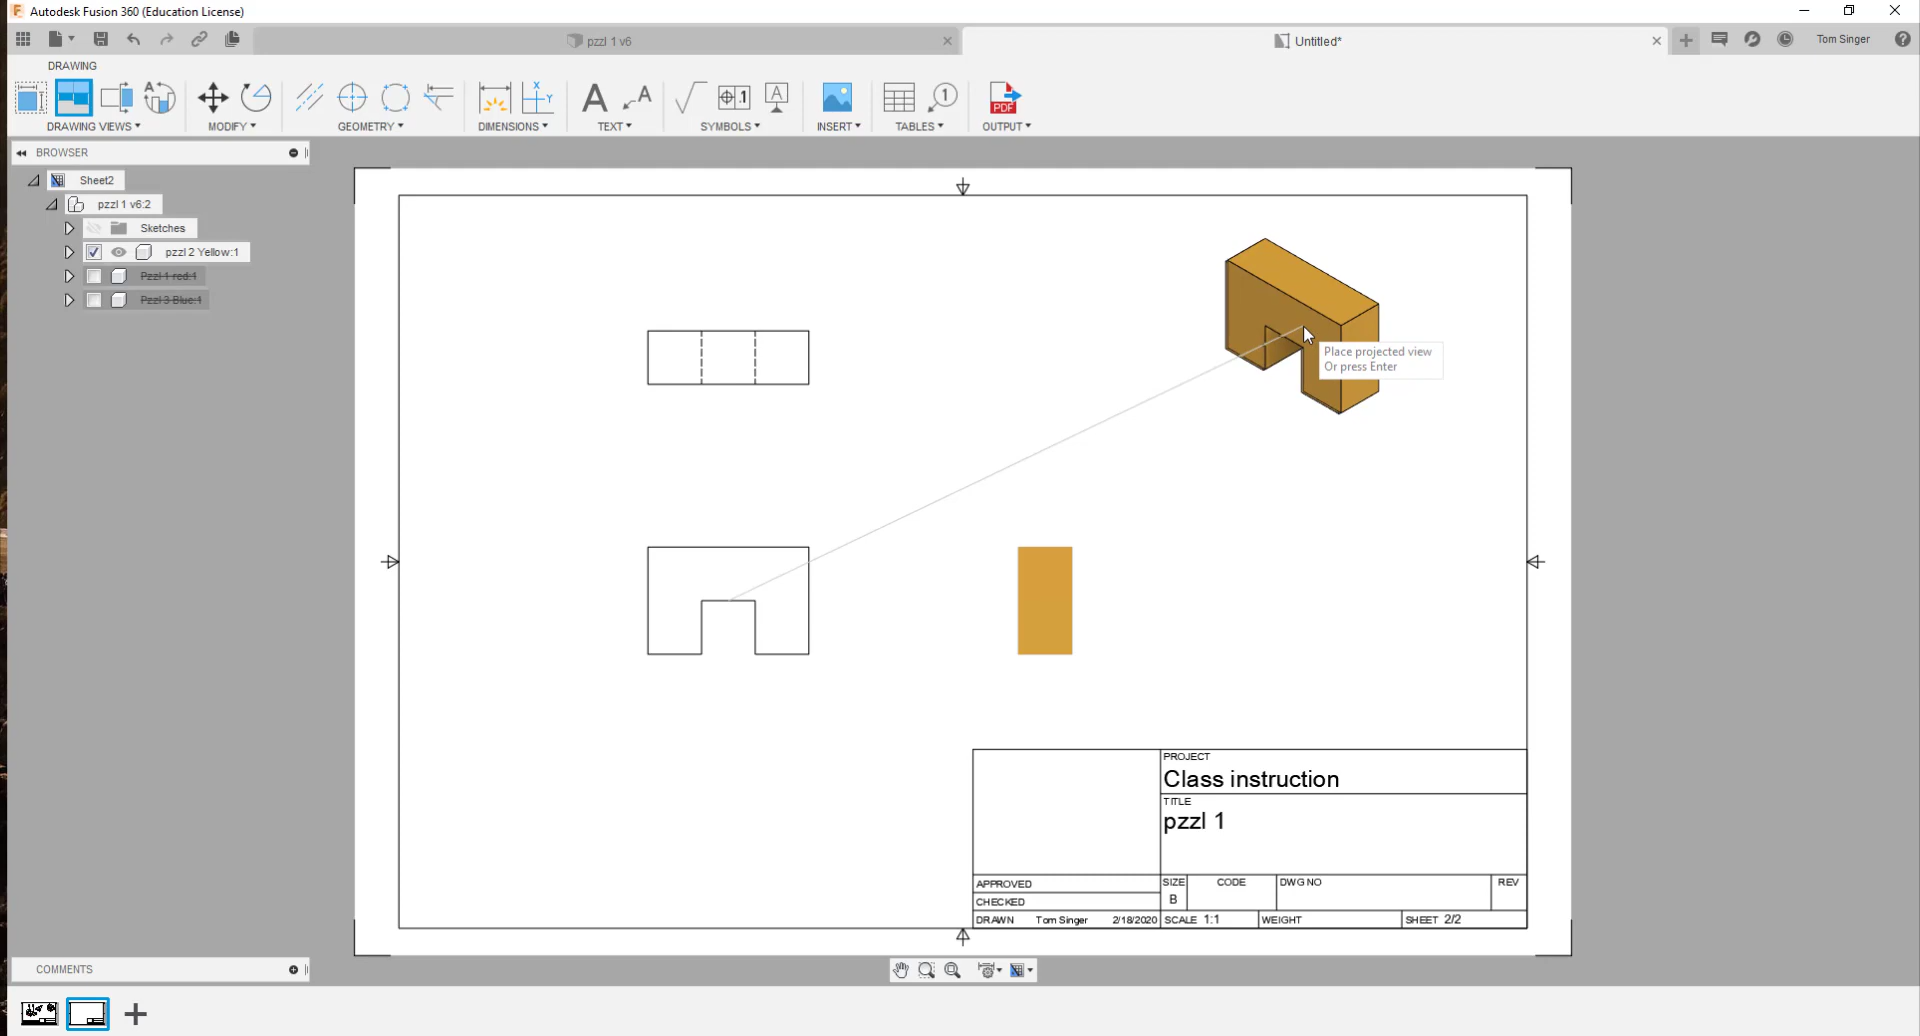 Autodesk Fusion 360 (Education License)
pzzl 1 v6
Untitled*
Tom Singer
DRAWING
DRAWING VIEWS
MODIFY
GEOMETRY
DIMENSIONS
TEXT
SYMBOLS
INSERT
TABLES
OUTPUT
BROWSER
Sheet2
pzzl 1 v6:2
Sketches
pzzl 2 Yellow:1
Pzzl 1 red:1
Pzzl 3 Blue:1
Place projected view
Or press Enter
PROJECT
Class instruction
TITLE
pzzl 1
APPROVED
SIZE
CODE
DWG NO
REV
B
CHECKED
DRAWN Tom Singer 2/18/2020 SCALE 1:1 WEIGHT SHEET 2/2
COMMENTS